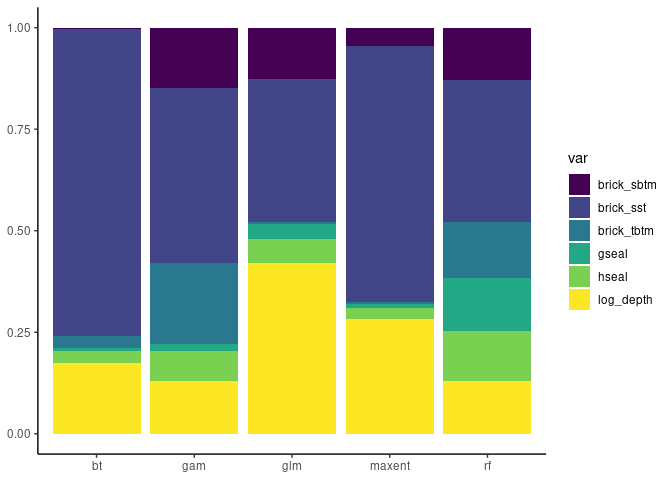 1.00
0.75
0.50
0.25
0.00
bt gam glm maxent rf
var
brick_sbtm
brick_sst
brick_tbtm
gseal
hseal
log_depth